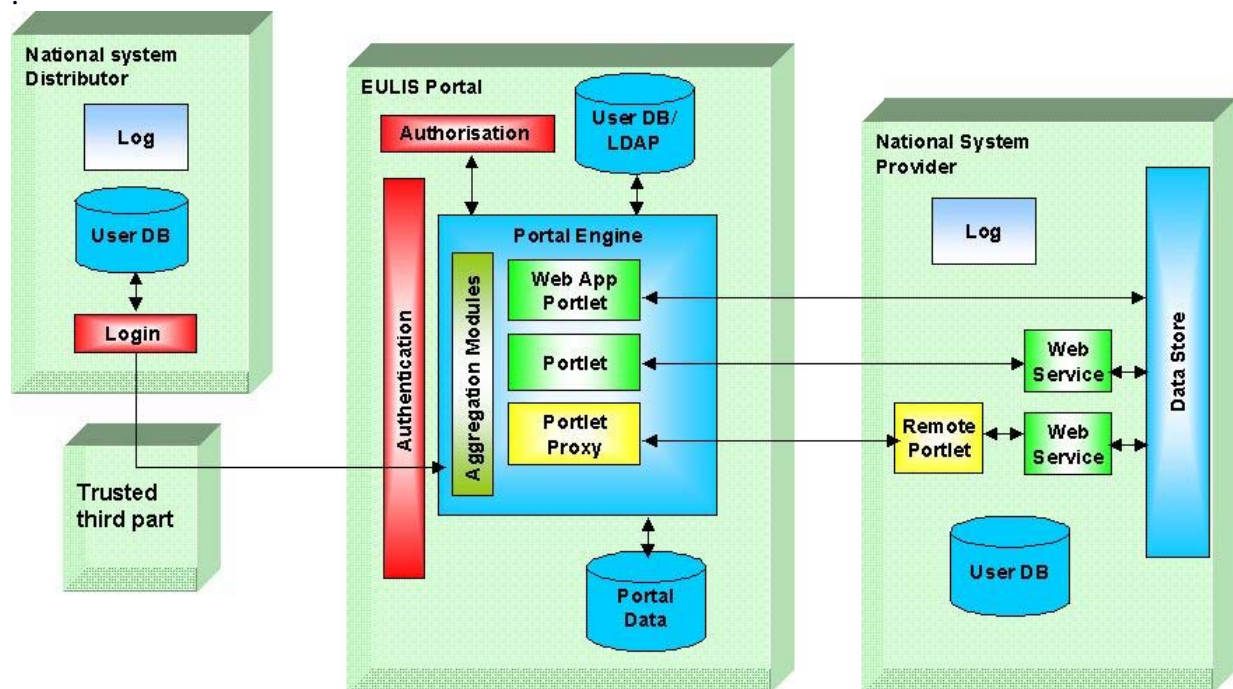 .
National system
Distributor
Log
User DB
Login
Trusted
third part
EULIS Portal
Authorisation
User DB/
LDAP
Authentication
Portal Engine
Aggregation Modules
Web App
Portlet
Portlet
Portlet
Proxy
Portal
Data
National System
Provider
Log
Data Store
Web
Service
Remote
Portlet
Web
Service
User DB